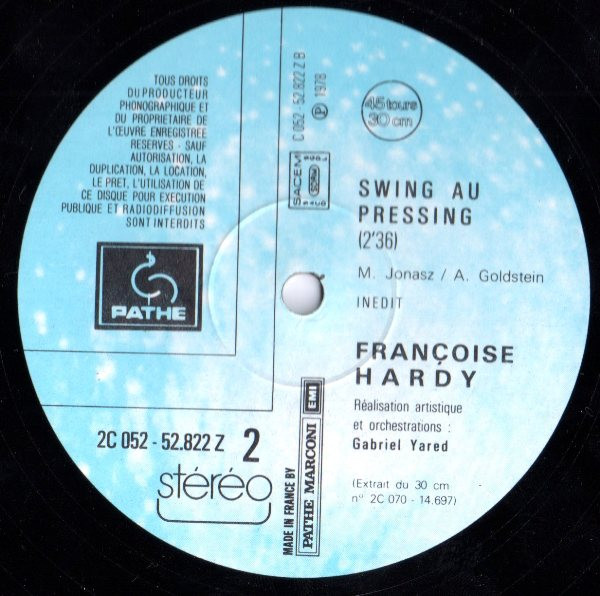 TOUS DROITS
DU PRODUCTEUR
PHONOGRAPHIQUE ET
DU PROPRIETAIRE DE
L'ŒUVRE ENREGISTREE
RESERVES - SAUF
AUTORISATION, LA
DUPLICATION, LA LOCATION,
LE PRET, L'UTILISATION DE
CE DISQUE POUR EXECUTION
PUBLIQUE ET RADIODIFFUSION
SONT INTERDITS
PATHE
2C 052 - 52.822 Z 2
stéréo
C 052 - 52.822 Z B
℗ 1978
SACEM
MADE IN FRANCE BY
PATHE MARCONI EMI
45 tours
30 cm
SWING AU
PRESSING
(2'36)
M. Jonasz / A. Goldstein
INEDIT
FRANÇOISE
HARDY
Réalisation artistique
et orchestrations :
Gabriel Yared
(Extrait du 30 cm -
n° 2C 070 - 14.697)